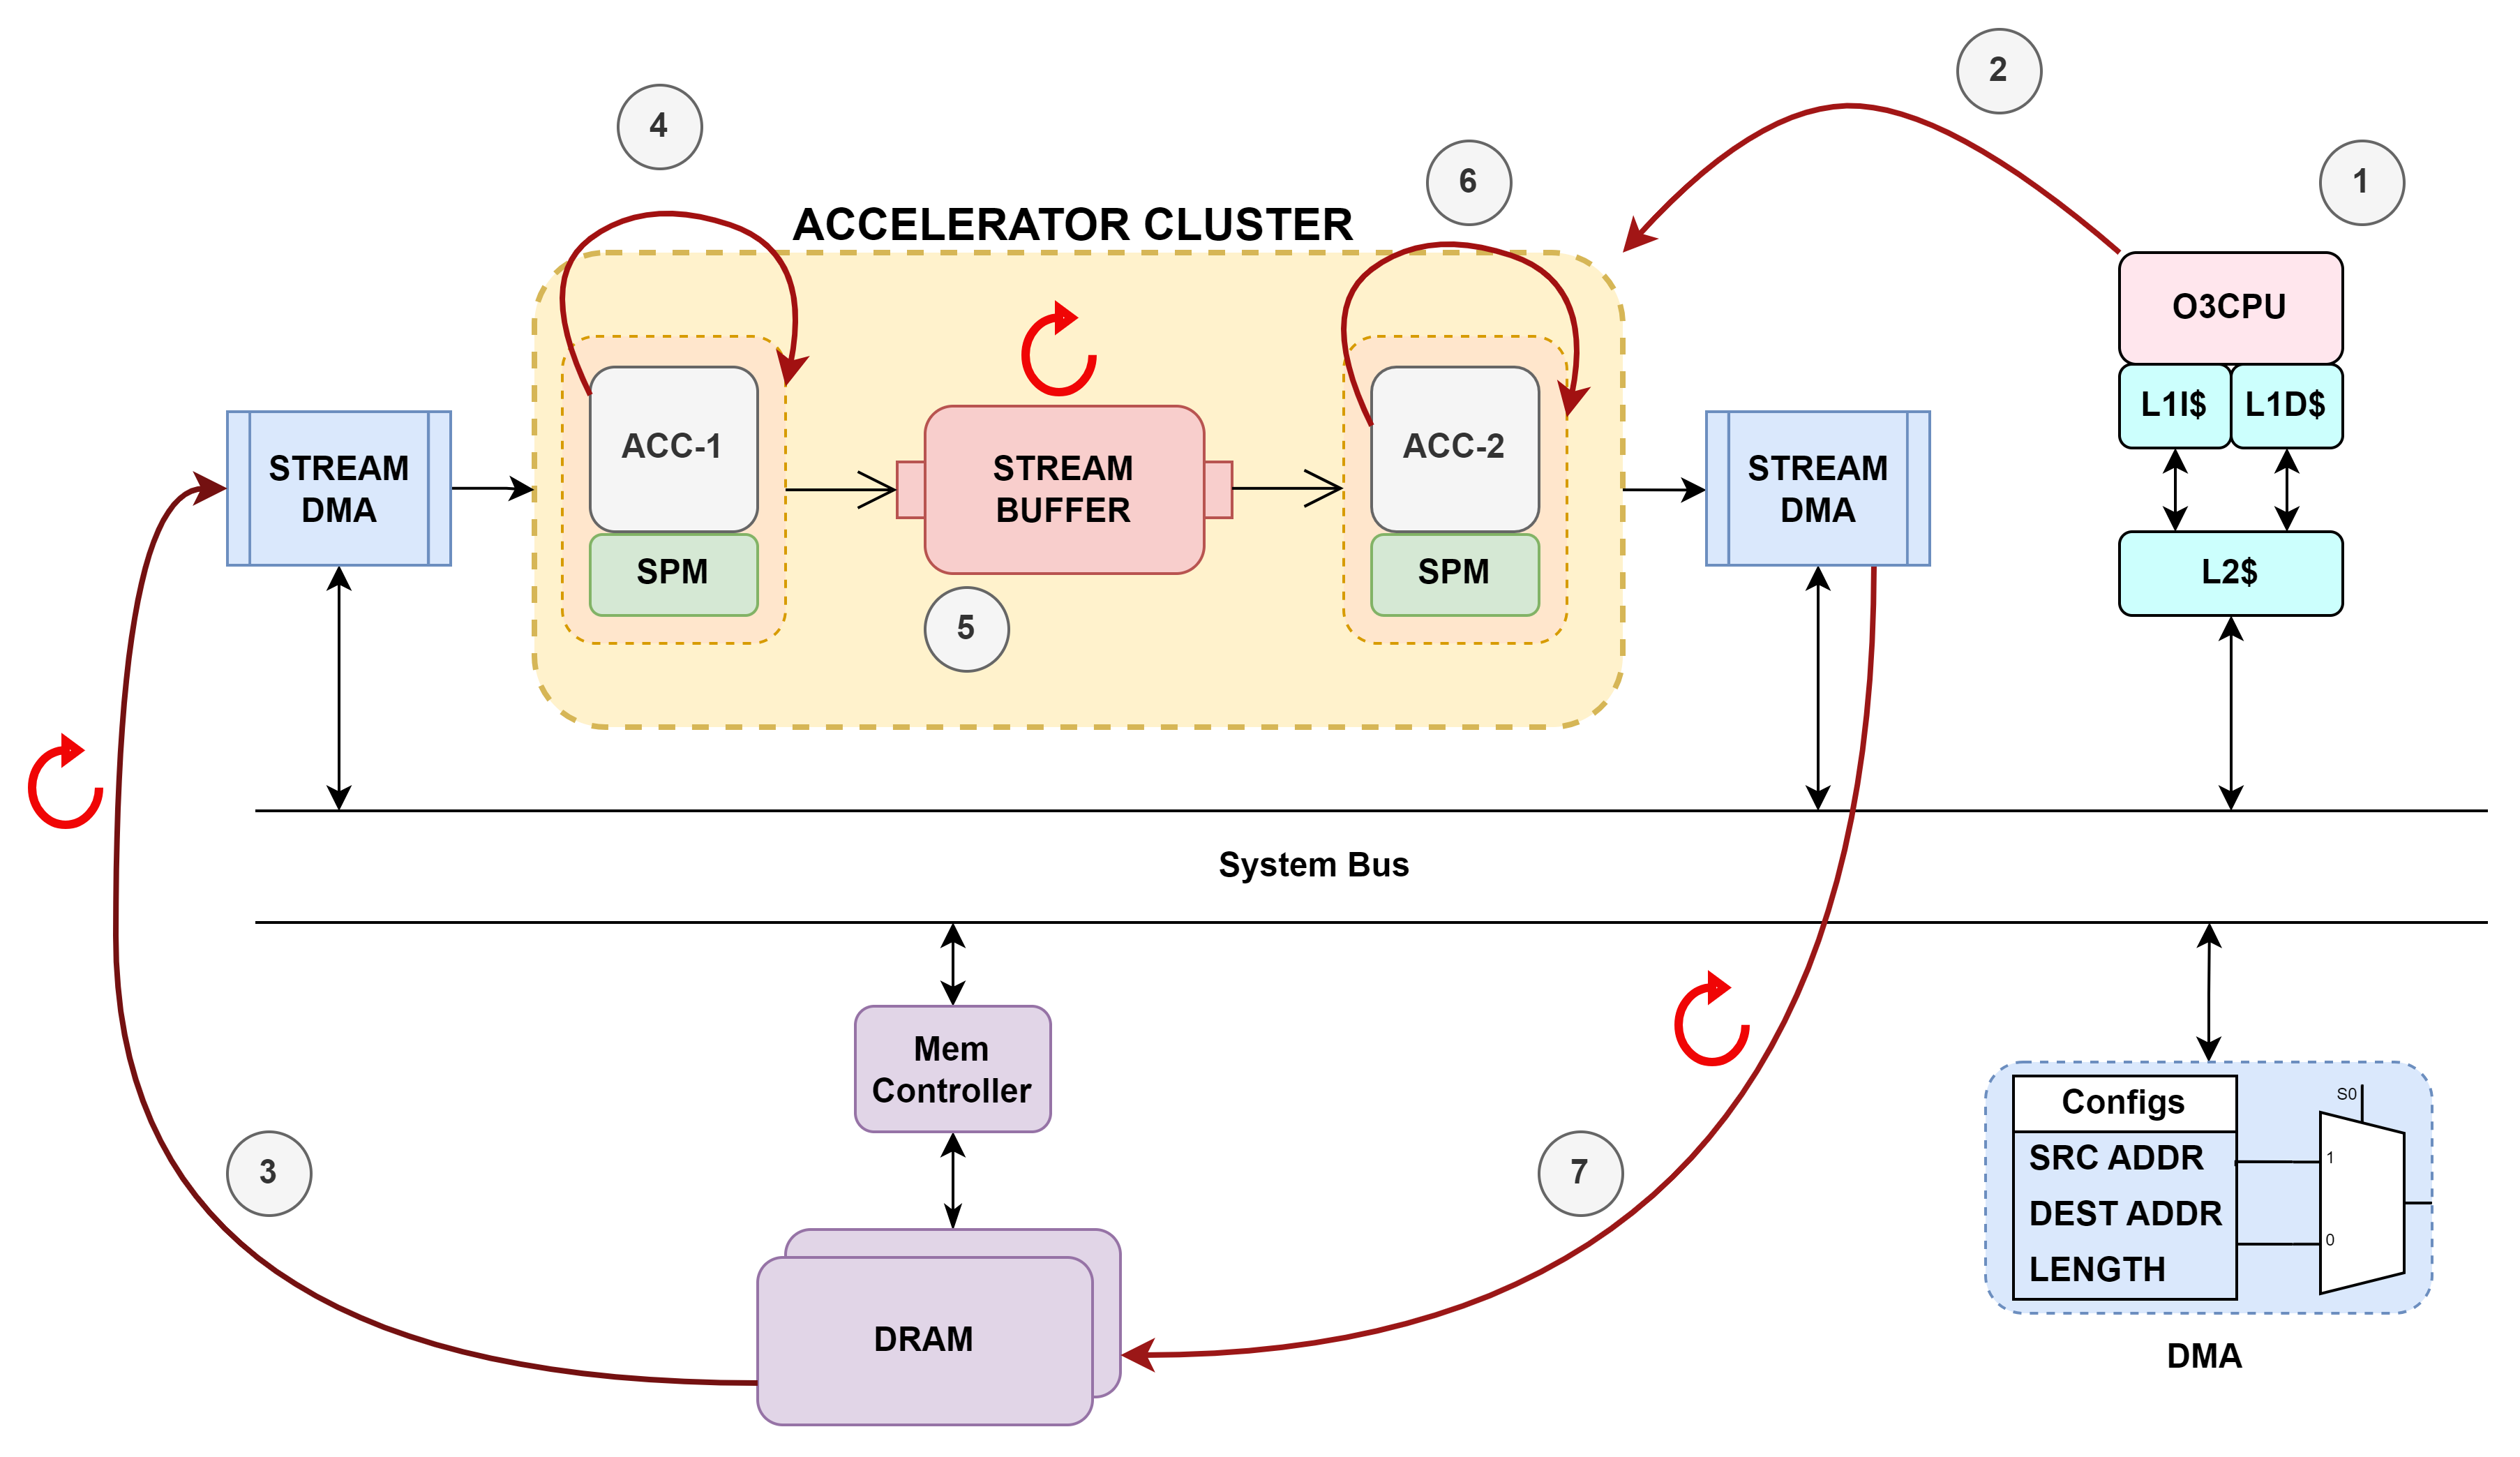 2
4
1
6
ACCELERATOR CLUSTER
O3CPU
L1I$
L1D$
ACC-1
ACC-2
STREAM
DMA
STREAM
BUFFER
STREAM
DMA
SPM
SPM
L2$
5
System Bus
Mem
Controller
Configs
S0
SRC ADDR
1
DEST ADDR
0
LENGTH
3
7
DRAM
DMA